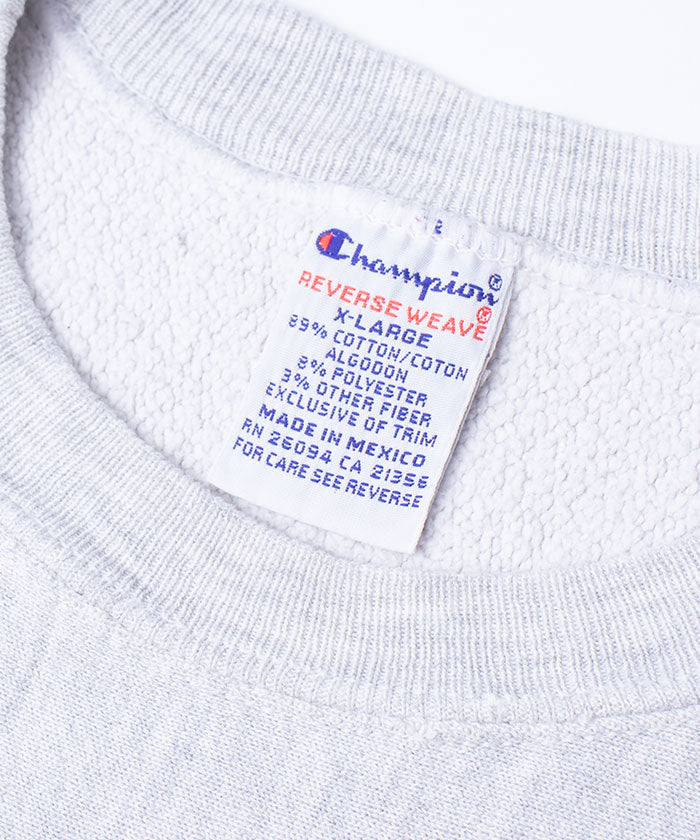 Champion®
REVERSE WEAVE®
X-LARGE
89% COTTON/COTON
ALGODON
8% POLYESTER
3% OTHER FIBER
EXCLUSIVE OF TRIM
MADE IN MEXICO
RN 26094 CA 21356
FOR CARE SEE REVERSE